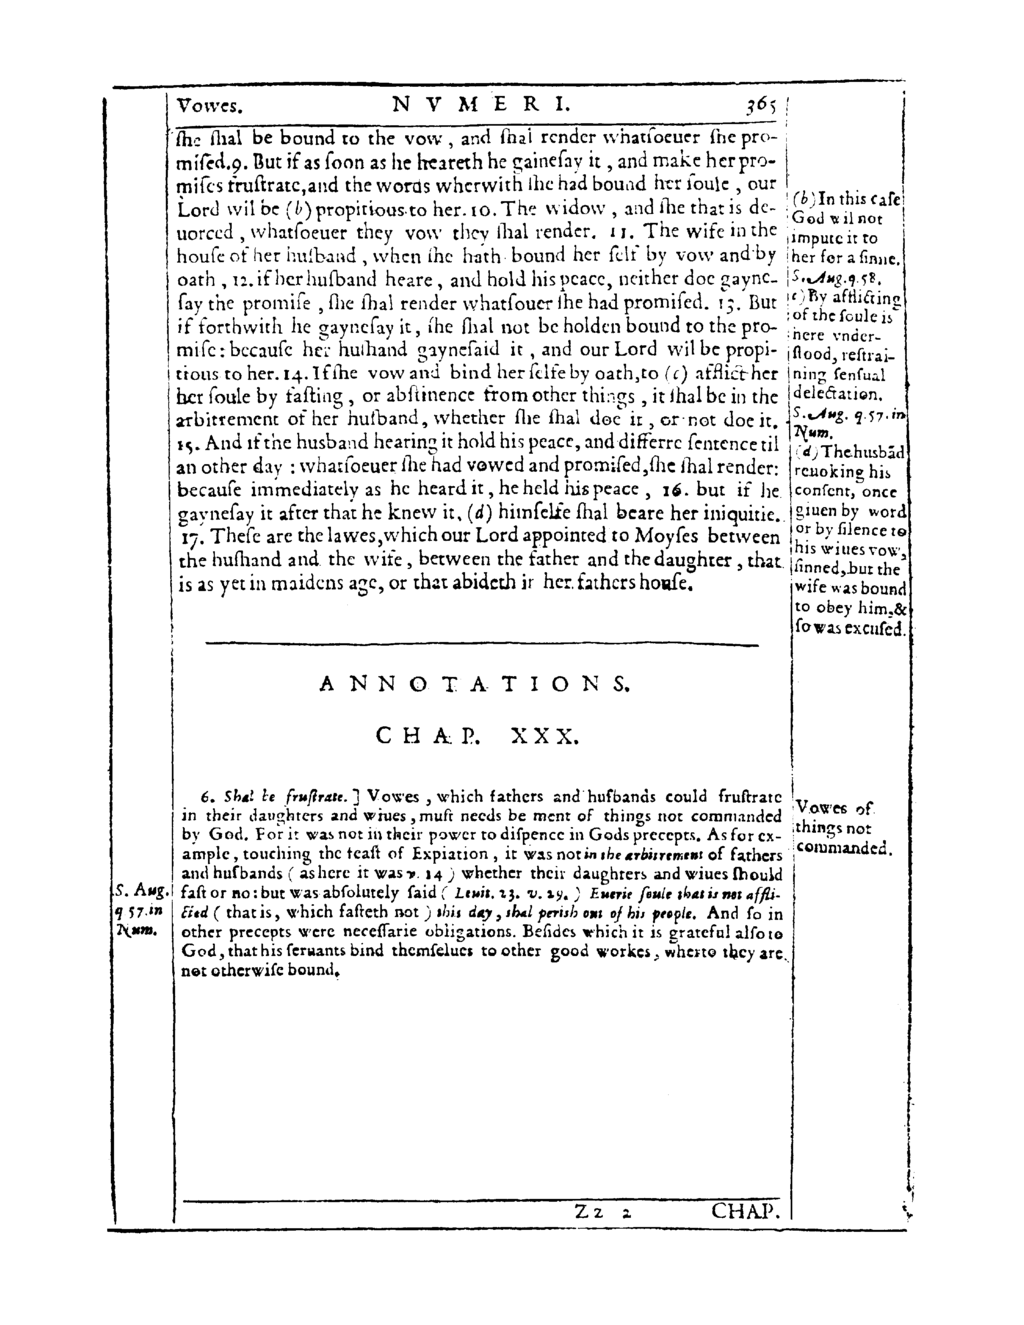 Vowes. NVMERI. 365
ſhe ſhal be bound to the vow, and ſhal render whatſoeuer ſhe pro-
miſed. 9. But if as ſoon as he heareth he gaineſay it, and make her pro-
miſes fruſtrate, and the words wherwith ſhe had bound her ſoule, our
Lord wil be (b) propitious to her. 10. The widow, and ſhe that is de-
uorced, whatſoeuer they vow they ſhal render. 11. The wife in the
houſe of her huſband, when ſhe hath bound her ſelf by vow and by
oath, 12. if her huſband heare, and hold his peace, neither doe gayne-
ſay the promiſe, ſhe ſhal render whatſouer ſhe had promiſed. 13. But
if forthwith he gayneſay it, ſhe ſhal not be holden bound to the pro-
miſe: becauſe her huſband gayneſaid it, and our Lord wil be propi-
tious to her. 14. If ſhe vow and bind her ſelfe by oath, to (c) afflict her
her ſoule by faſting, or abſtinence from other things, it ſhal be in the
arbitrement of her huſband, whether ſhe ſhal doe it, or not doe it.
15. And if the husband hearing it hold his peace, and differre ſentence til
an other day: whatſoeuer ſhe had vowed and promiſed, ſhe ſhal render:
becauſe immediately as he heard it, he held his peace, 16. but if he
gayneſay it after that he knew it, (d) himſelfe ſhal beare her iniquitie.
17. Theſe are the lawes, which our Lord appointed to Moyſes between
the huſband and the wife, between the father and the daughter, that
is as yet in maidens age, or that abideth in her fathers houſe.
(b) In this caſe
God wil not
impute it to
her for a ſinne.
S. Aug. q. 58.
(c) By afflicting
of the ſoule is
here vnder-
ſtood, reſtrai-
ning ſenſual
delectation.
S. Aug. q. 57. in
Num.
(d) The husbãd
reuoking his
conſent, once
giuen by word
or by ſilence to
his wiues vow,
ſinned, but the
wife was bound
to obey him, &
ſo was excuſed.
ANNOTATIONS.
CHAP. XXX.
6. Shal be fruſtrate.] Vowes, which fathers and huſbands could fruſtrate
in their daughters and wiues, muſt needs be ment of things not commanded
by God. For it was not in their power to diſpence in Gods precepts. As for ex-
ample, touching the feaſt of Expiation, it was not in the arbitrement of fathers
and huſbands (as here it was v. 14) whether their daughters and wiues ſhould
faſt or no: but was abſolutely ſaid (Leuit. 23. v. 29.) Euerie ſoule that is not affli-
cted (that is, which faſteth not) this day, shal perish out of his people. And ſo in
other precepts were neceſſarie obligations. Beſides which it is grateful alſo to
God, that his ſeruants bind themſelues to other good workes, wherto they are
not otherwiſe bound.
Vowes of
things not
commanded.
S. Aug.
q 57. in
Num.
Zz 2 CHAP.